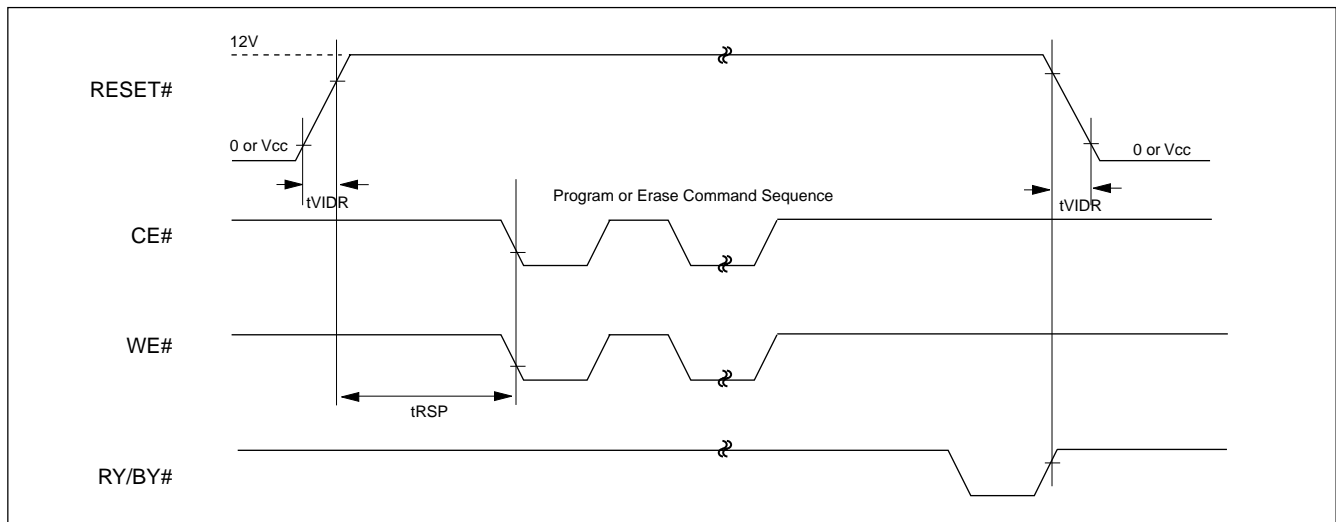 12V
RESET#
0 or Vcc
0 or Vcc
tVIDR
Program or Erase Command Sequence
tVIDR
CE#
WE#
tRSP
RY/BY#